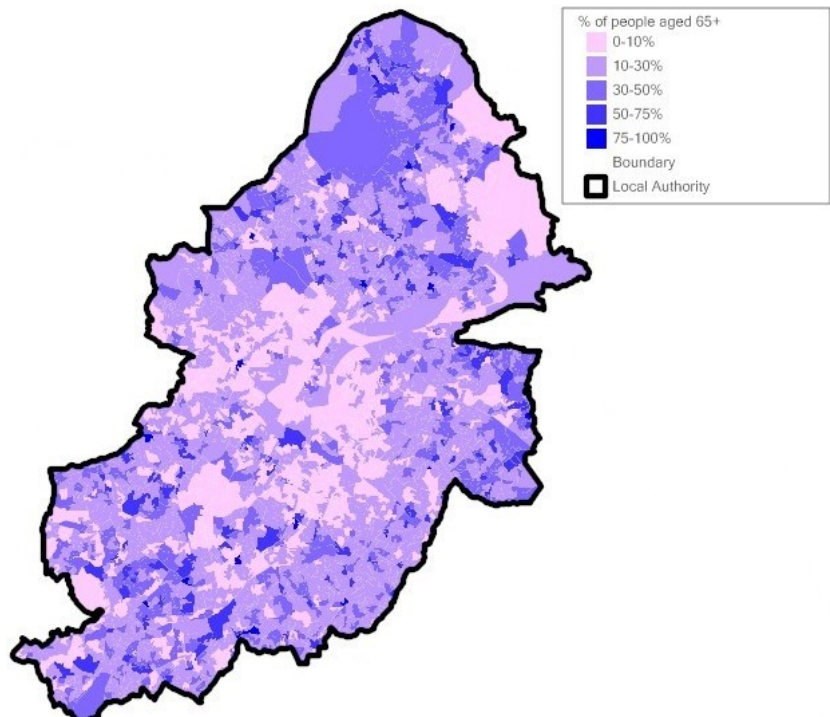 % of people aged 65+
0-10%
10-30%
30-50%
50-75%
75-100%
Boundary
Local Authority